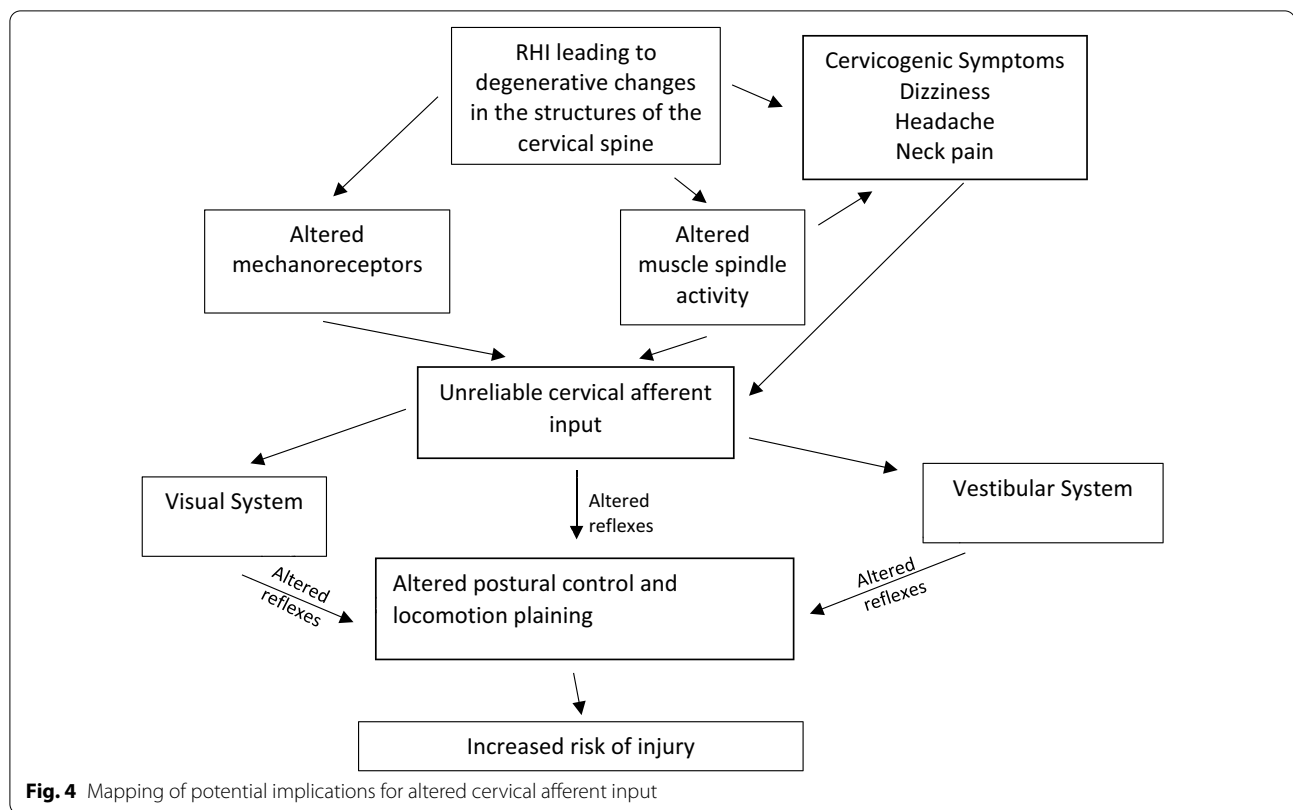 RHI leading to
degenerative changes
in the structures of the
cervical spine
Cervicogenic Symptoms
Dizziness
Headache
Neck pain
Altered
mechanoreceptors
Altered
muscle spindle
activity
Unreliable cervical afferent
input
Visual System
Altered
reflexes
Vestibular System
Altered
reflexes
Altered postural control and
locomotion plaining
Altered
reflexes
Increased risk of injury
Fig. 4 Mapping of potential implications for altered cervical afferent input